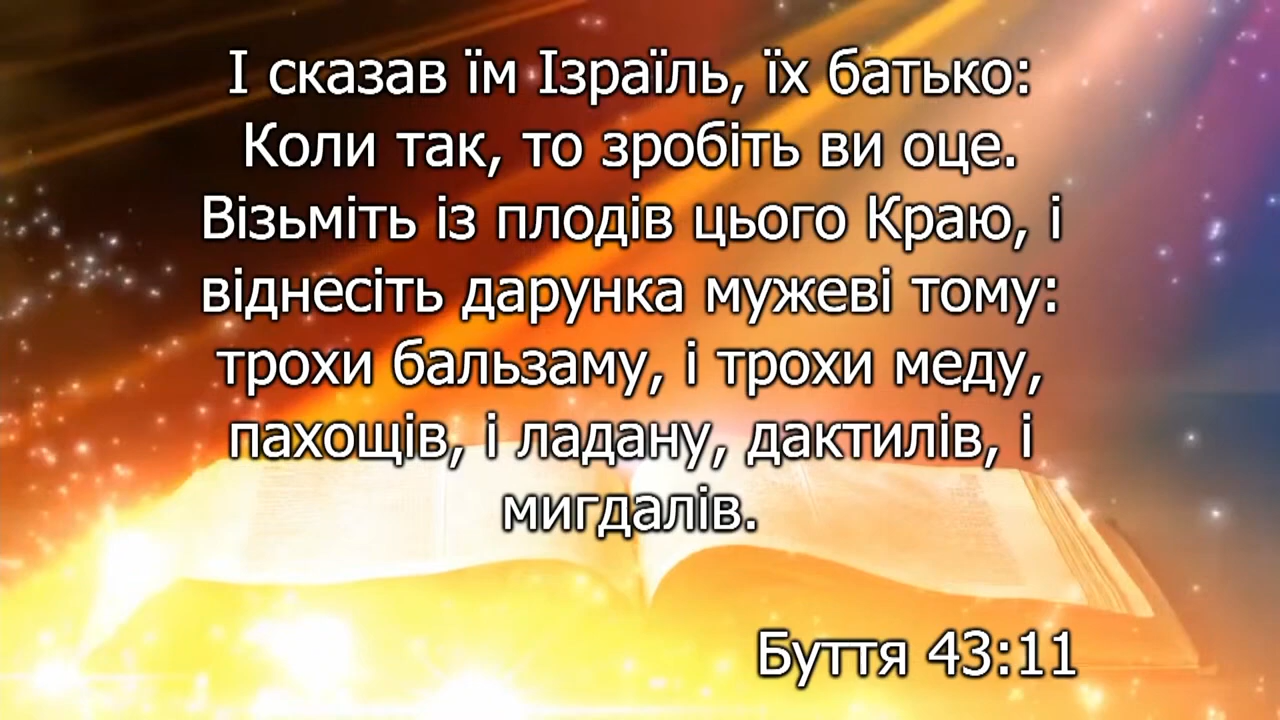 І сказав їм Ізраїль, їх батько:
Коли так, то зробіть ви оце.
Візьміть із плодів цього Краю, і
віднесіть дарунка мужеві тому:
трохи бальзаму, і трохи меду,
пахощів, і ладану, дактилів, і
мигдалів.
Буття 43:11